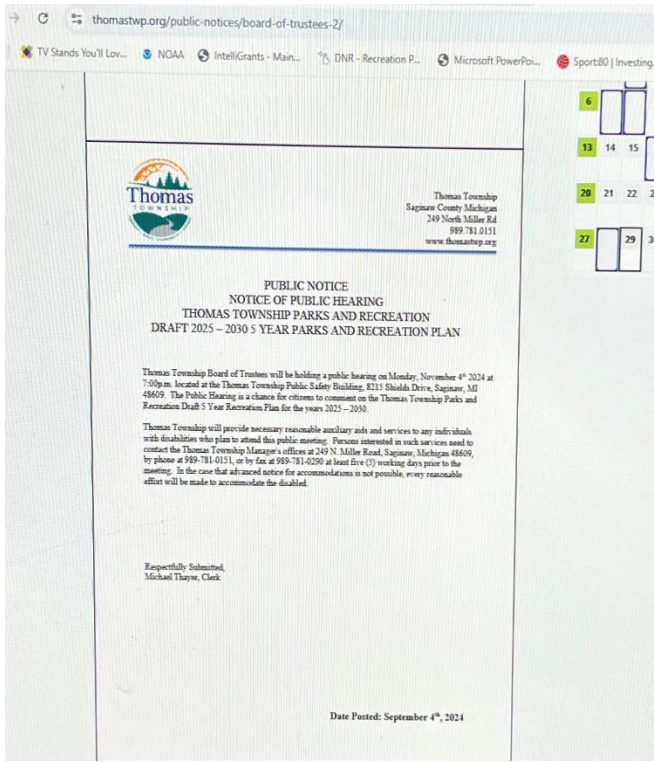 thomastwp.org/public-notices/board-of-trustees-2/
TV Stands You'll Lov... NOAA IntelliGrants - Main... DNR - Recreation P... Microsoft PowerPoi... Sport80 | Investing
6
13 14 15
20 21 22 2
27 29 3
Thomas
TOWNSHIP
Thomas Township
Saginaw County Michigan
249 North Miller Rd
989.781.0151
www.thomastwp.org
PUBLIC NOTICE
NOTICE OF PUBLIC HEARING
THOMAS TOWNSHIP PARKS AND RECREATION
DRAFT 2025 – 2030 5 YEAR PARKS AND RECREATION PLAN
Thomas Township Board of Trustees will be holding a public hearing on Monday, November 4th 2024 at
7:00p.m. located at the Thomas Township Public Safety Building, 8215 Shields Drive, Saginaw, MI
48609. The Public Hearing is a chance for citizens to comment on the Thomas Township Parks and
Recreation Draft 5 Year Recreation Plan for the years 2025 – 2030.
Thomas Township will provide necessary reasonable auxiliary aids and services to any individuals
with disabilities who plan to attend this public meeting. Persons interested in such services need to
contact the Thomas Township Manager's offices at 249 N. Miller Road, Saginaw, Michigan 48609,
by phone at 989-781-0151, or by fax at 989-781-0290 at least five (5) working days prior to the
meeting. In the case that advanced notice for accommodations is not possible, every reasonable
effort will be made to accommodate the disabled.
Respectfully Submitted,
Michael Thayer, Clerk
Date Posted: September 4th, 2024